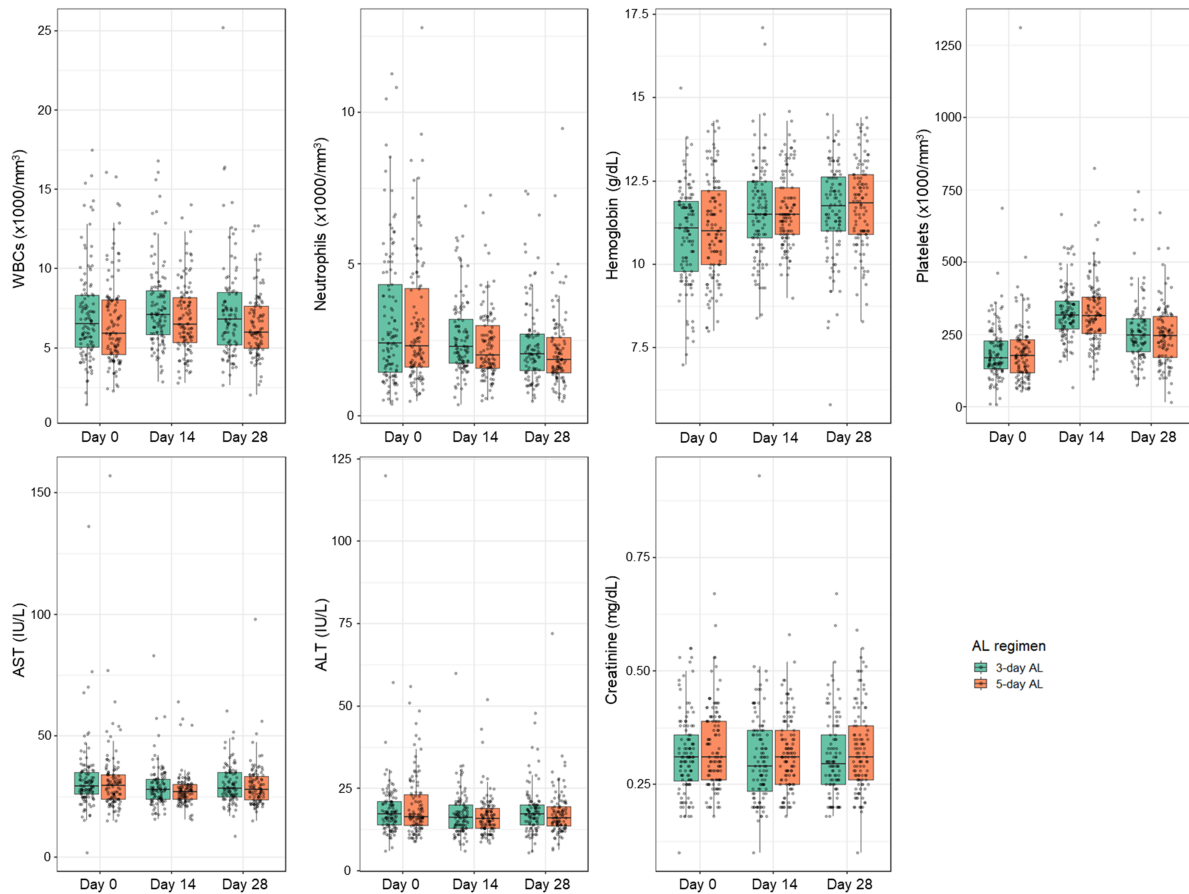 WBCs (x1000/mm³)
25
20
15
10
5
0
Day 0 Day 14 Day 28
Neutrophils (x1000/mm³)
10
5
0
Day 0 Day 14 Day 28
Hemoglobin (g/dL)
17.5
15
12.5
10
7.5
Day 0 Day 14 Day 28
Platelets (x1000/mm³)
1250
1000
750
500
250
0
Day 0 Day 14 Day 28
AST (IU/L)
150
100
50
0
Day 0 Day 14 Day 28
ALT (IU/L)
125
100
75
50
25
0
Day 0 Day 14 Day 28
Creatinine (mg/dL)
0.75
0.50
0.25
Day 0 Day 14 Day 28
AL regimen
3-day AL
5-day AL